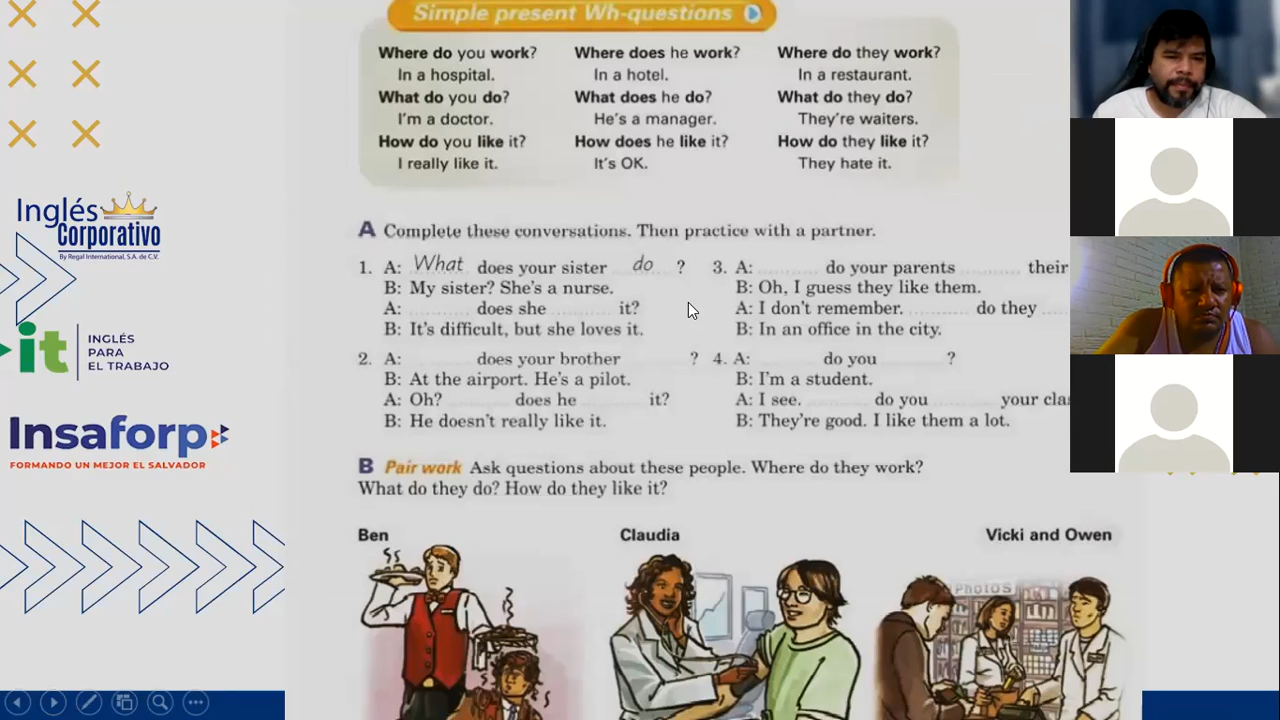 Simple present Wh-questions
Where do you work?
In a hospital.
What do you do?
I'm a doctor.
How do you like it?
I really like it.
Where does he work?
In a hotel.
What does he do?
He's a manager.
How does he like it?
It's OK.
Where do they work?
In a restaurant.
What do they do?
They're waiters.
How do they like it?
They hate it.
Inglés
Corporativo
By Regal International, S.A. de C.V.
it
INGLÉS
PARA
EL TRABAJO
Insaforp
FORMANDO UN MEJOR EL SALVADOR
A Complete these conversations. Then practice with a partner.
1. A: What does your sister do ?
B: My sister? She's a nurse.
A: ........ does she ........ it?
B: It's difficult, but she loves it.
2. A: ........ does your brother ........ ?
B: At the airport. He's a pilot.
A: Oh? ........ does he ........ it?
B: He doesn't really like it.
3. A: ........ do your parents ........ their
B: Oh, I guess they like them.
A: I don't remember. ........ do they ....
B: In an office in the city.
4. A: ........ do you ........ ?
B: I'm a student.
A: I see. ........ do you ........ your clas
B: They're good. I like them a lot.
B Pair work Ask questions about these people. Where do they work?
What do they do? How do they like it?
Ben
Claudia
Vicki and Owen
PHOTOS